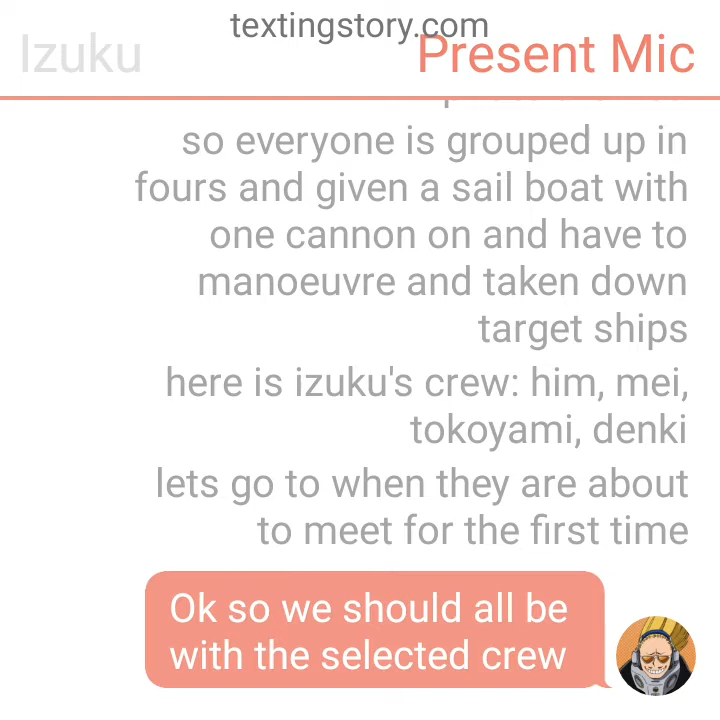 textingstory.com
Izuku
Present Mic
so everyone is grouped up in
fours and given a sail boat with
one cannon on and have to
manoeuvre and taken down
target ships
here is izuku's crew: him, mei,
tokoyami, denki
lets go to when they are about
to meet for the first time
Ok so we should all be
with the selected crew